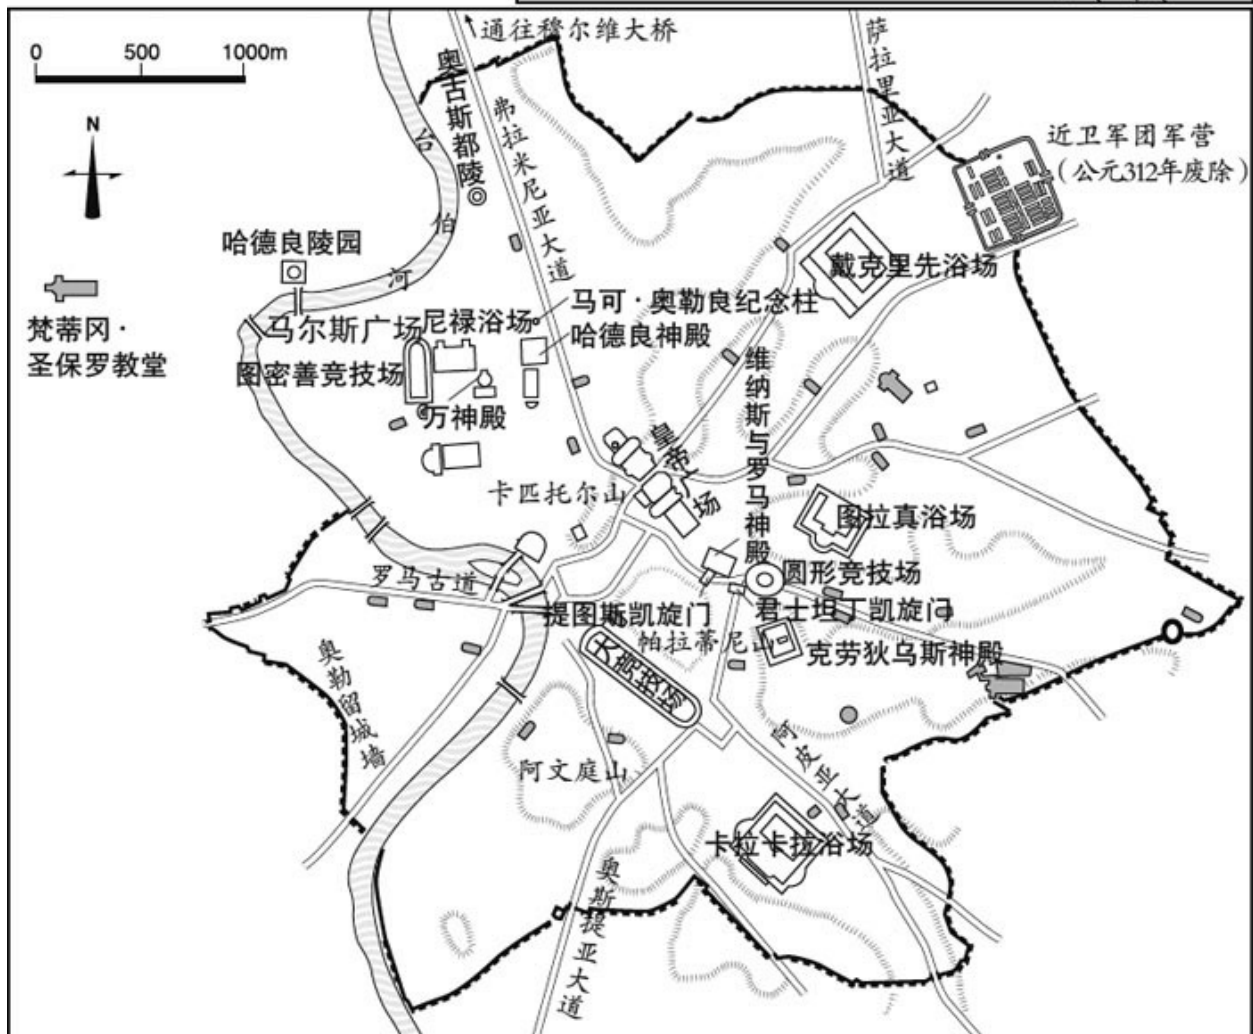 0 500 1000m
N
通往穆尔维大桥
奥古斯都陵
弗拉米尼亚大道
萨拉里亚大道
近卫军团军营
（公元312年废除）
台伯河
哈德良陵园
戴克里先浴场
梵蒂冈·
圣保罗教堂
马可·奥勒良纪念柱
马尔斯广场
尼禄浴场
哈德良神殿
图密善竞技场
万神殿
维纳斯与罗马神殿
皇帝广场
卡匹托尔山
图拉真浴场
罗马古道
圆形竞技场
提图斯凯旋门
君士坦丁凯旋门
帕拉蒂尼山
克劳狄乌斯神殿
大竞技场
奥勒留城墙
阿文庭山
阿皮亚大道
卡拉卡拉浴场
奥斯提亚大道